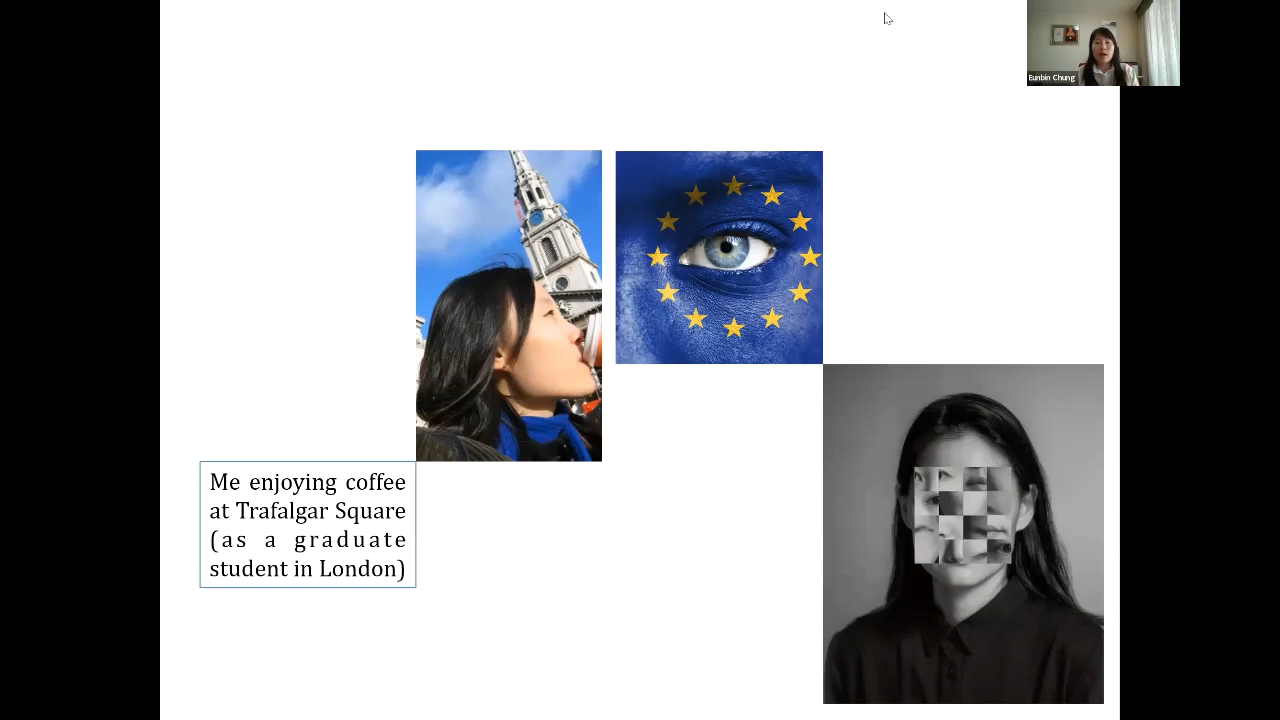 Eunbin Chung
Me enjoying coffee
at Trafalgar Square
(as a graduate
student in London)